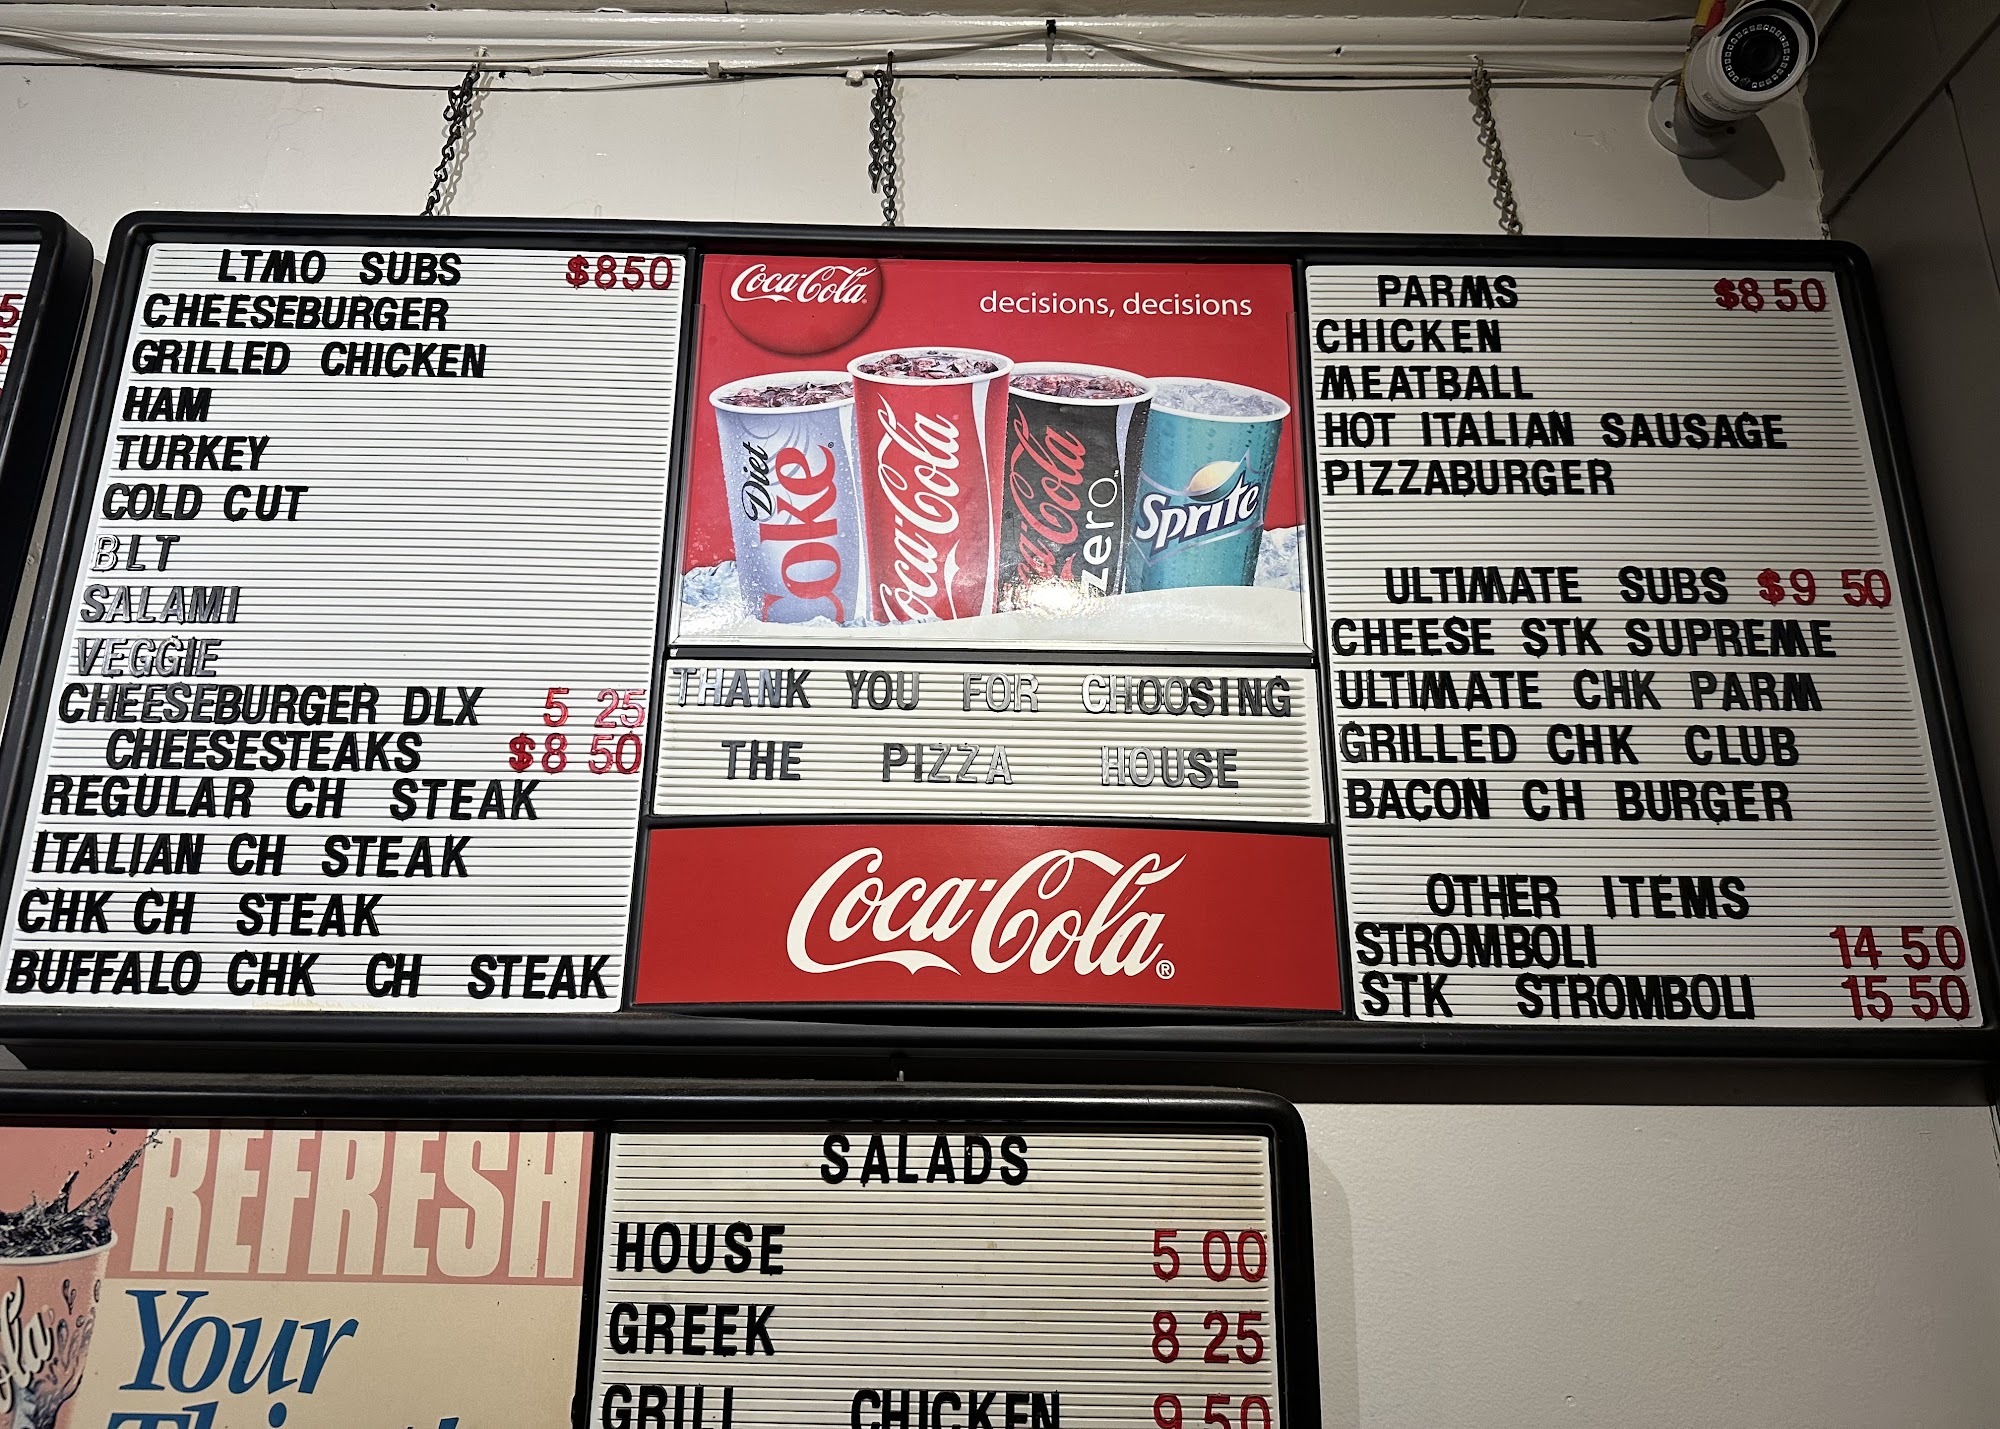 LTMO SUBS $850
CHEESEBURGER
GRILLED CHICKEN
HAM
TURKEY
COLD CUT
BLT
SALAMI
VEGGIE
CHEESEBURGER DLX 5 25
CHEESESTEAKS $8 50
REGULAR CH STEAK
ITALIAN CH STEAK
CHK CH STEAK
BUFFALO CHK CH STEAK
Coca-Cola
decisions, decisions
Diet Coke
Coca-Cola
Coca-Cola zero
Sprite
THANK YOU FOR CHOOSING
THE PIZZA HOUSE
Coca-Cola®
PARMS $8 50
CHICKEN
MEATBALL
HOT ITALIAN SAUSAGE
PIZZABURGER
ULTIMATE SUBS $9 50
CHEESE STK SUPREME
ULTIMATE CHK PARM
GRILLED CHK CLUB
BACON CH BURGER
OTHER ITEMS
STROMBOLI 14 50
STK STROMBOLI 15 50
REFRESH
Your
SALADS
HOUSE 5 00
GREEK 8 25
GRILL CHICKEN 9 50